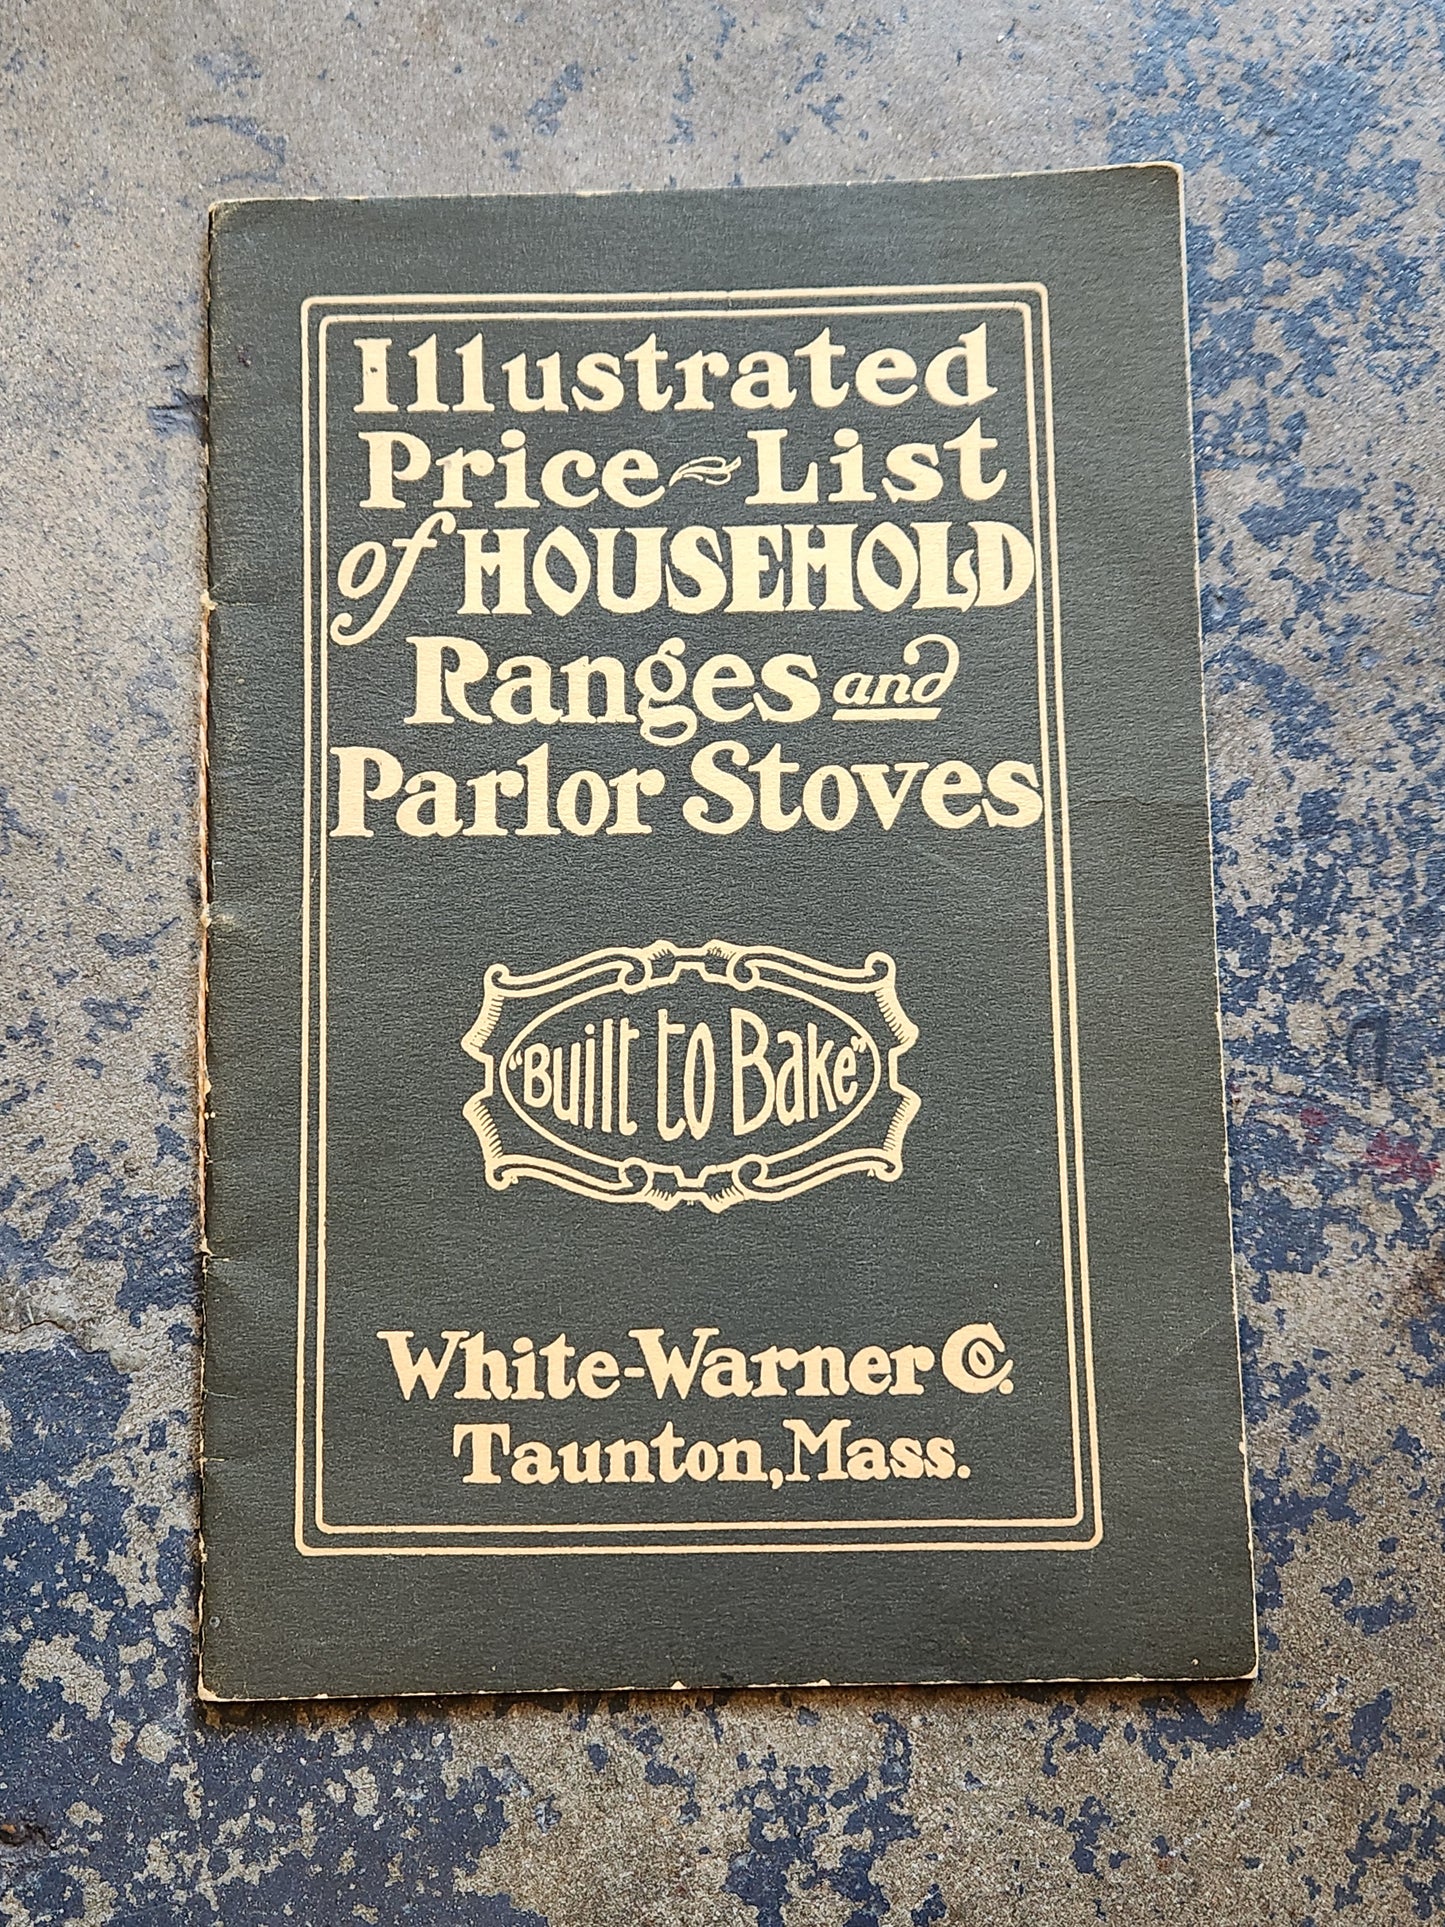 Illustrated
Price-List
of HOUSEHOLD
Ranges and
Parlor Stoves
"Built to Bake"
White-Warner Co.
Taunton, Mass.